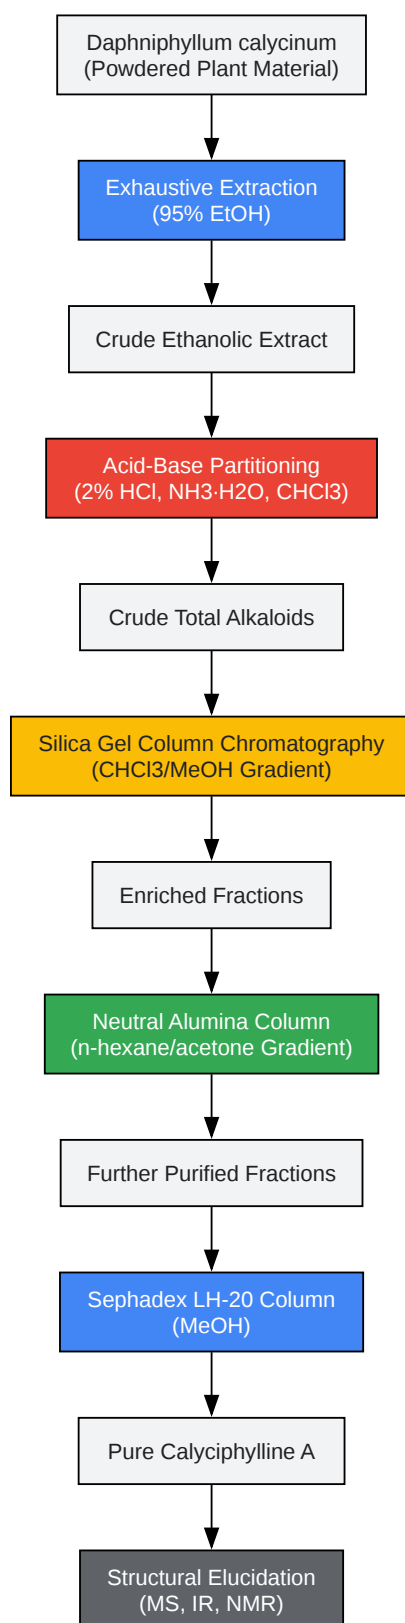 Daphniphyllum calycinum
(Powdered Plant Material)
Exhaustive Extraction
(95% EtOH)
Crude Ethanolic Extract
Acid-Base Partitioning
(2% HCl, NH3·H2O, CHCl3)
Crude Total Alkaloids
Silica Gel Column Chromatography
(CHCl3/MeOH Gradient)
Enriched Fractions
Neutral Alumina Column
(n-hexane/acetone Gradient)
Further Purified Fractions
Sephadex LH-20 Column
(MeOH)
Pure Calyciphylline A
Structural Elucidation
(MS, IR, NMR)